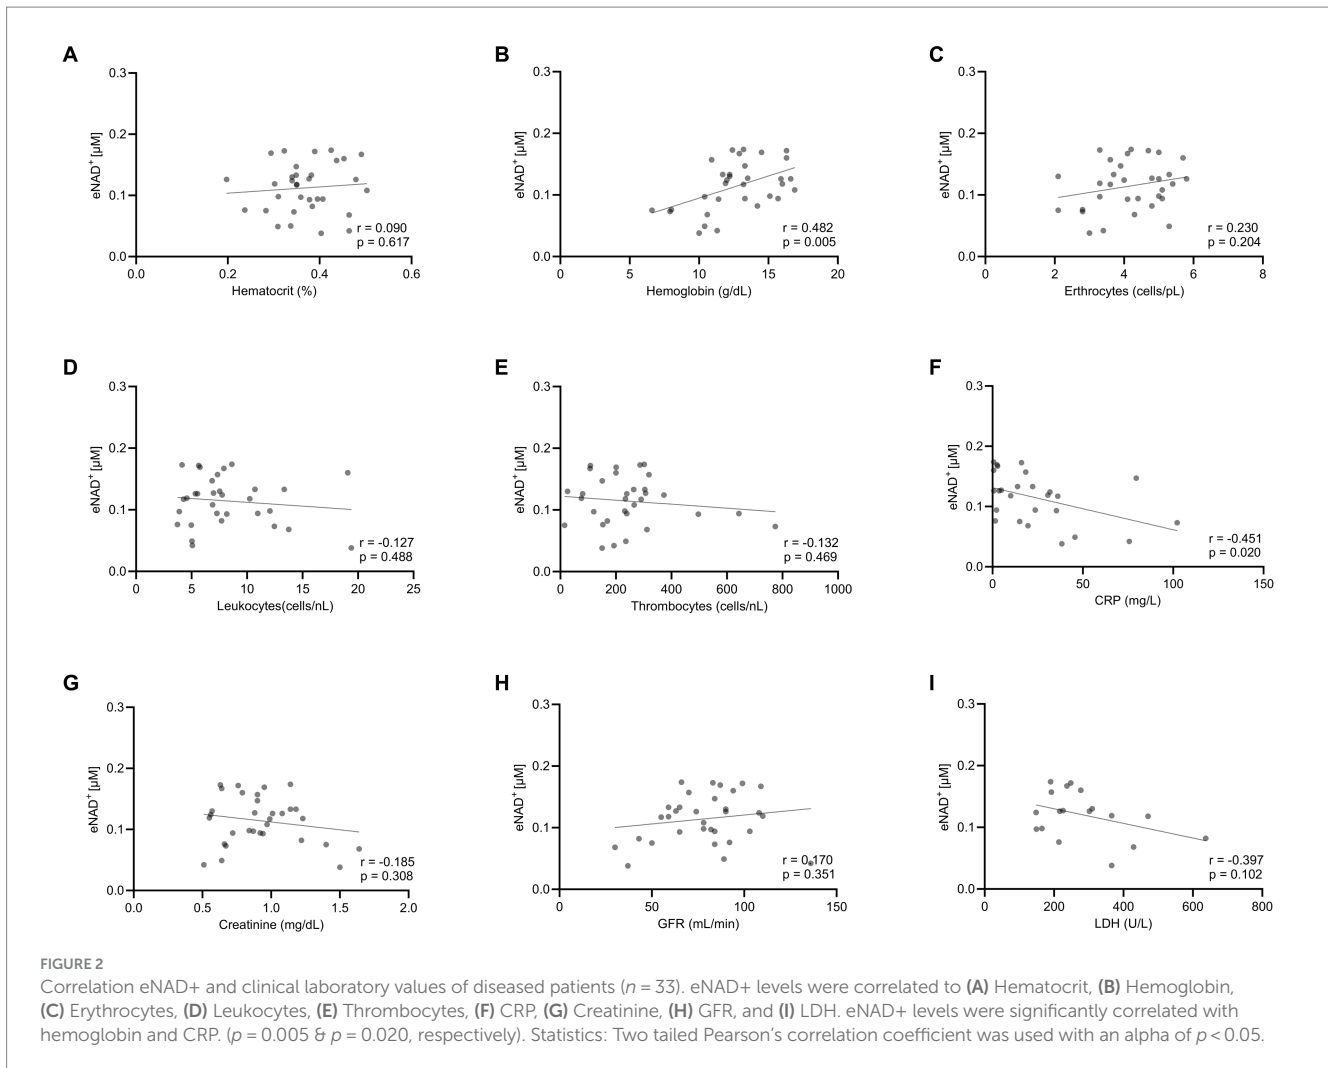 A
eNAD+ [µM]
0.3
0.2
0.1
0.0
0.0 0.2 0.4 0.6
Hematocrit (%)
r = 0.090
p = 0.617
B
eNAD+ [µM]
0.3
0.2
0.1
0.0
0 5 10 15 20
Hemoglobin (g/dL)
r = 0.482
p = 0.005
C
eNAD+ [µM]
0.3
0.2
0.1
0.0
0 2 4 6 8
Erthrocytes (cells/pL)
r = 0.230
p = 0.204
D
eNAD+ [µM]
0.3
0.2
0.1
0.0
0 5 10 15 20 25
Leukocytes(cells/nL)
r = -0.127
p = 0.488
E
eNAD+ [µM]
0.3
0.2
0.1
0.0
0 200 400 600 800 1000
Thrombocytes (cells/nL)
r = -0.132
p = 0.469
F
eNAD+ [µM]
0.3
0.2
0.1
0.0
0 50 100 150
CRP (mg/L)
r = -0.451
p = 0.020
G
eNAD+ [µM]
0.3
0.2
0.1
0.0
0.0 0.5 1.0 1.5 2.0
Creatinine (mg/dL)
r = -0.185
p = 0.308
H
eNAD+ [µM]
0.3
0.2
0.1
0.0
0 50 100 150
GFR (mL/min)
r = 0.170
p = 0.351
I
eNAD+ [µM]
0.3
0.2
0.1
0.0
0 200 400 600 800
LDH (U/L)
r = -0.397
p = 0.102
FIGURE 2
Correlation eNAD+ and clinical laboratory values of diseased patients (n = 33). eNAD+ levels were correlated to (A) Hematocrit, (B) Hemoglobin,
(C) Erythrocytes, (D) Leukocytes, (E) Thrombocytes, (F) CRP, (G) Creatinine, (H) GFR, and (I) LDH. eNAD+ levels were significantly correlated with
hemoglobin and CRP. (p = 0.005 & p = 0.020, respectively). Statistics: Two tailed Pearson's correlation coefficient was used with an alpha of p < 0.05.